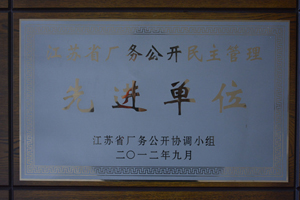 江苏省厂务公开民主管理
先进单位
江苏省厂务公开协调小组
二〇一二年九月